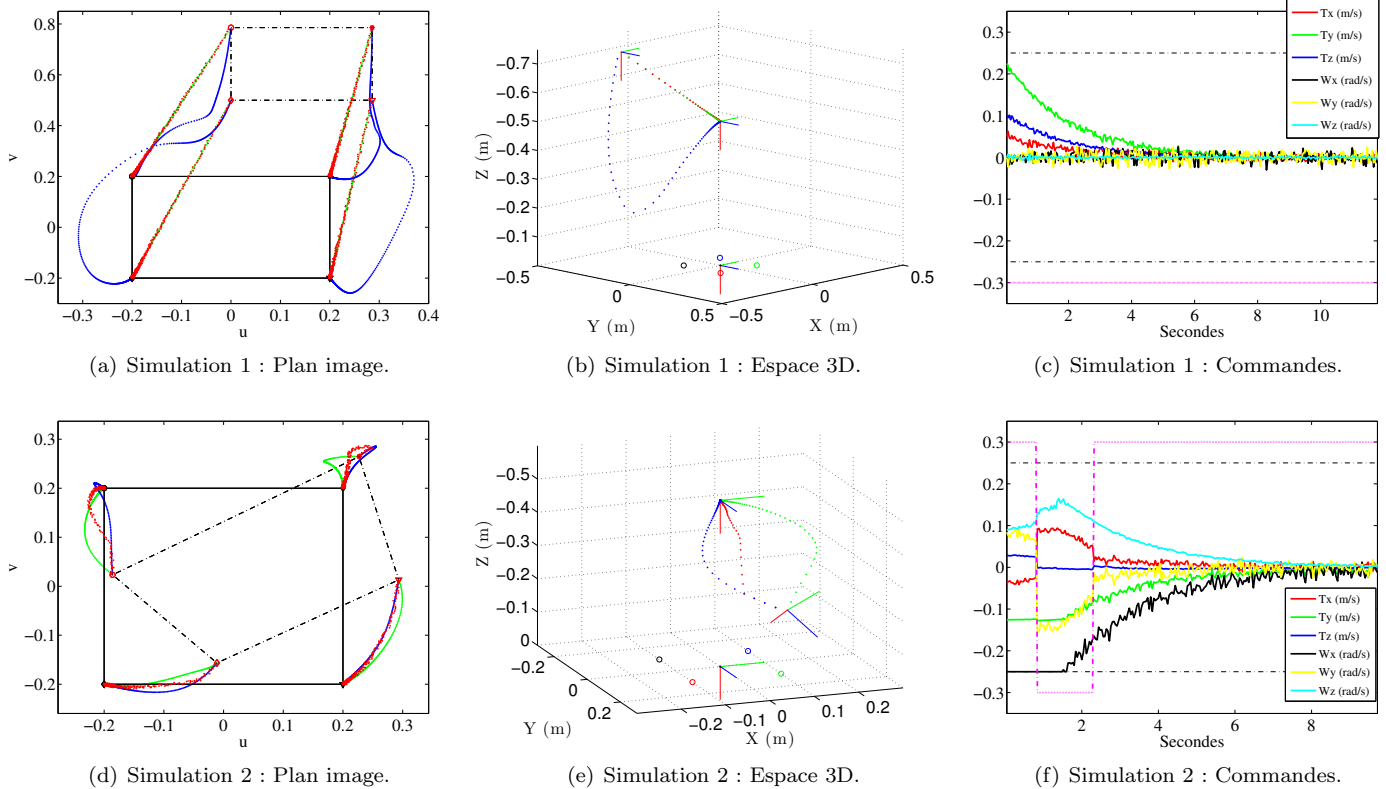 0.8
0.6
0.4
0.2
0
−0.2
v
−0.3 −0.2 −0.1 0 0.1 0.2 0.3 0.4
u
(a) Simulation 1 : Plan image.
−0.7
−0.6
−0.5
−0.4
−0.3
−0.2
−0.1
Z (m)
−0.5
0
0.5
Y (m)
−0.5
0
0.5
X (m)
(b) Simulation 1 : Espace 3D.
Tx (m/s)
Ty (m/s)
Tz (m/s)
Wx (rad/s)
Wy (rad/s)
Wz (rad/s)
0.3
0.2
0.1
0
−0.1
−0.2
−0.3
2 4 6 8 10
Secondes
(c) Simulation 1 : Commandes.
0.3
0.2
0.1
0
−0.1
−0.2
v
−0.2 −0.1 0 0.1 0.2 0.3
u
(d) Simulation 2 : Plan image.
−0.5
−0.4
−0.3
−0.2
−0.1
0
Z (m)
−0.2
0
0.2
Y (m)
−0.2
−0.1
0
0.1
0.2
X (m)
(e) Simulation 2 : Espace 3D.
0.3
0.2
0.1
0
−0.1
−0.2
−0.3
Tx (m/s)
Ty (m/s)
Tz (m/s)
Wx (rad/s)
Wy (rad/s)
Wz (rad/s)
2 4 6 8
Secondes
(f) Simulation 2 : Commandes.